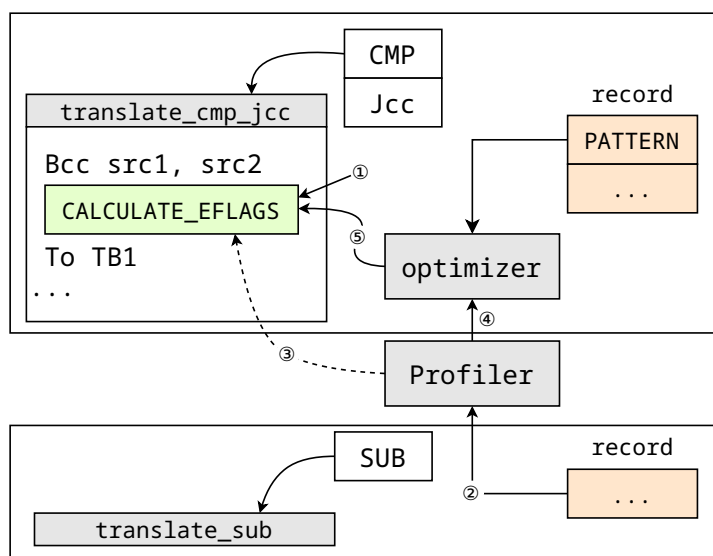 CMP
Jcc
translate_cmp_jcc
record
PATTERN
...
Bcc src1, src2
①
CALCULATE_EFLAGS
⑤
To TB1
...
optimizer
④
③
Profiler
SUB
record
②
...
translate_sub